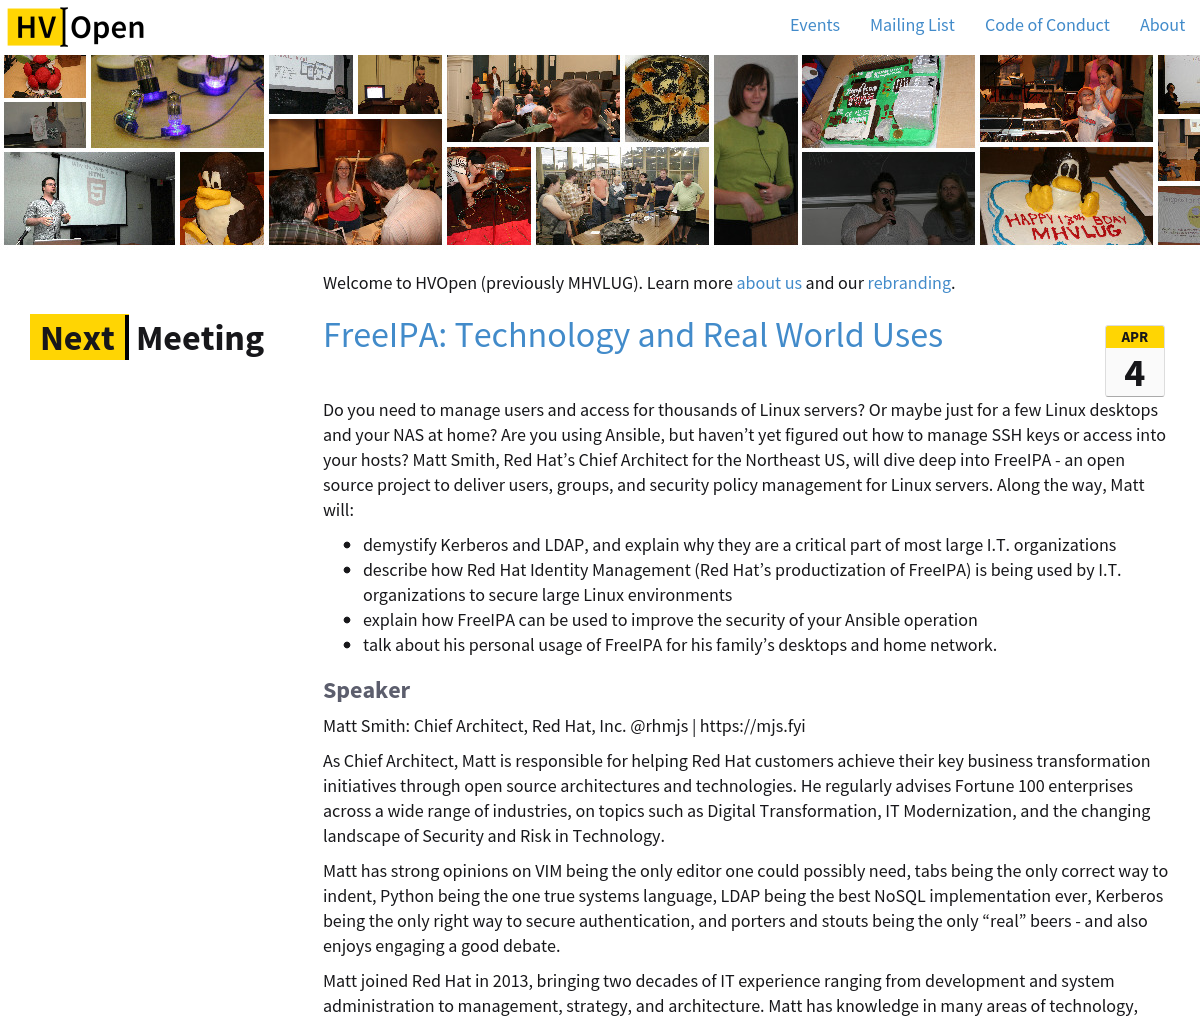 HV Open
Events Mailing List Code of Conduct About
HTML
5
HAPPY 13th BDAY
MHVLUG
Welcome to HVOpen (previously MHVLUG). Learn more about us and our rebranding.
Next Meeting
FreeIPA: Technology and Real World Uses
APR
4
Do you need to manage users and access for thousands of Linux servers? Or maybe just for a few Linux desktops
and your NAS at home? Are you using Ansible, but haven’t yet figured out how to manage SSH keys or access into
your hosts? Matt Smith, Red Hat’s Chief Architect for the Northeast US, will dive deep into FreeIPA - an open
source project to deliver users, groups, and security policy management for Linux servers. Along the way, Matt
will:
• demystify Kerberos and LDAP, and explain why they are a critical part of most large I.T. organizations
• describe how Red Hat Identity Management (Red Hat’s productization of FreeIPA) is being used by I.T.
organizations to secure large Linux environments
• explain how FreeIPA can be used to improve the security of your Ansible operation
• talk about his personal usage of FreeIPA for his family’s desktops and home network.
Speaker
Matt Smith: Chief Architect, Red Hat, Inc. @rhmjs | https://mjs.fyi
As Chief Architect, Matt is responsible for helping Red Hat customers achieve their key business transformation
initiatives through open source architectures and technologies. He regularly advises Fortune 100 enterprises
across a wide range of industries, on topics such as Digital Transformation, IT Modernization, and the changing
landscape of Security and Risk in Technology.
Matt has strong opinions on VIM being the only editor one could possibly need, tabs being the only correct way to
indent, Python being the one true systems language, LDAP being the best NoSQL implementation ever, Kerberos
being the only right way to secure authentication, and porters and stouts being the only “real” beers - and also
enjoys engaging a good debate.
Matt joined Red Hat in 2013, bringing two decades of IT experience ranging from development and system
administration to management, strategy, and architecture. Matt has knowledge in many areas of technology,